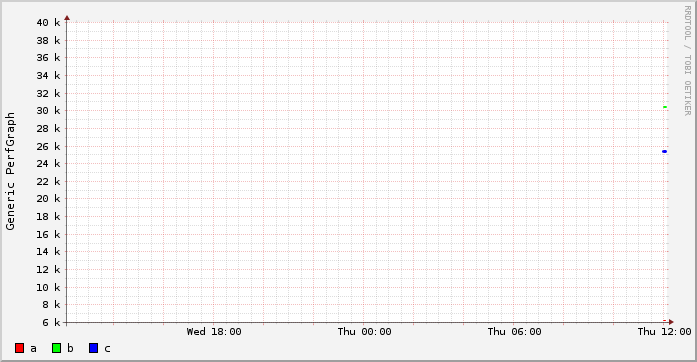 RRDTOOL / TOBI OETIKER
Generic PerfGraph
40 k
38 k
36 k
34 k
32 k
30 k
28 k
26 k
24 k
22 k
20 k
18 k
16 k
14 k
12 k
10 k
8 k
6 k
Wed 18:00 Thu 00:00 Thu 06:00 Thu 12:00
a b c